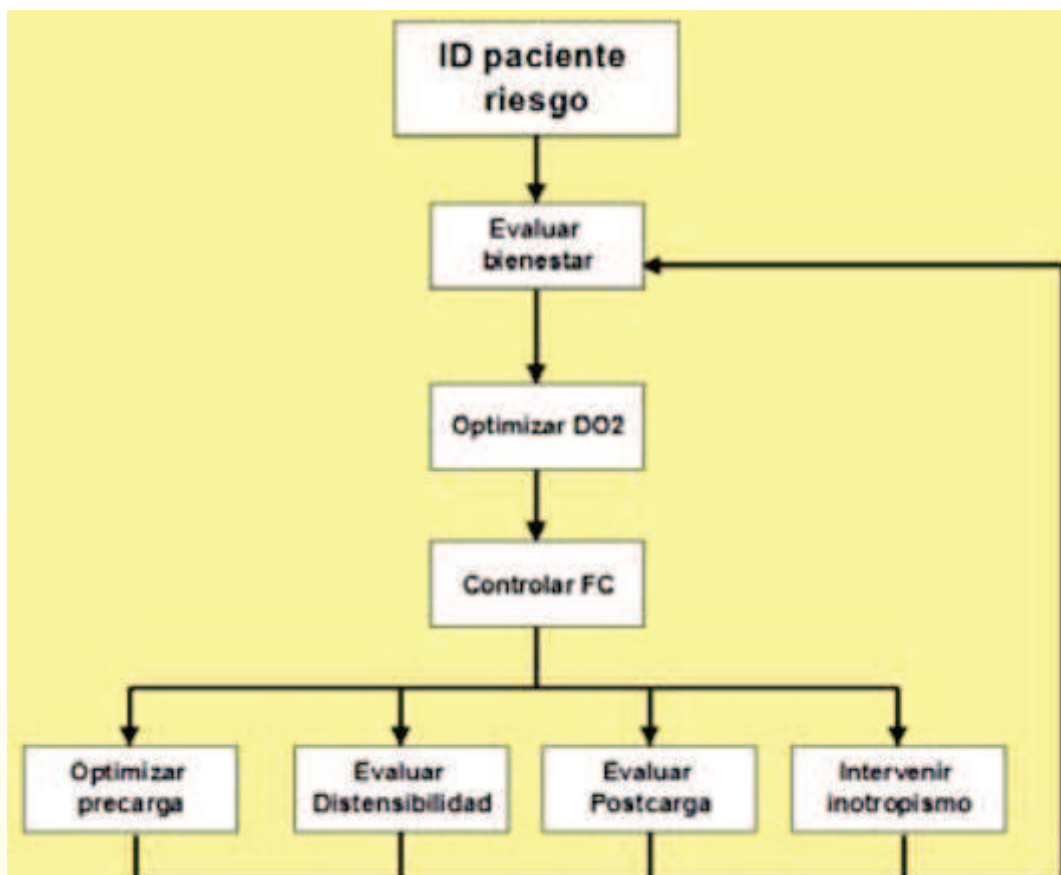 ID paciente
riesgo
Evaluar
bienestar
Optimizar DO2
Controlar FC
Optimizar
precarga
Evaluar
Distensibilidad
Evaluar
Postcarga
Intervenir
inotropismo